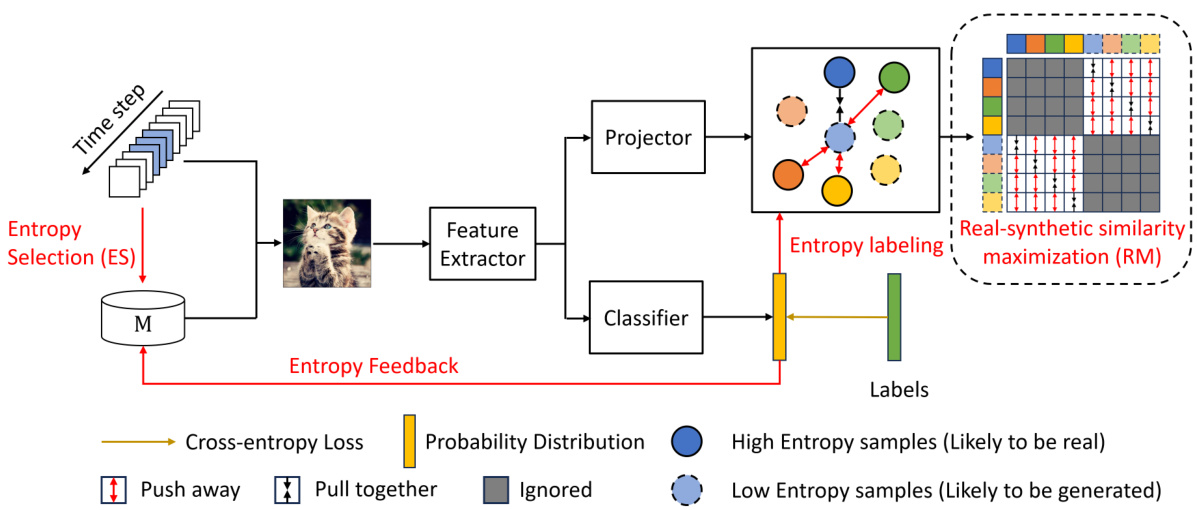 Time step
Entropy
Selection (ES)
M
Feature
Extractor
Projector
Classifier
Entropy labeling
Real-synthetic similarity
maximization (RM)
Entropy Feedback
Labels
Cross-entropy Loss
Probability Distribution
High Entropy samples (Likely to be real)
Push away
Pull together
Ignored
Low Entropy samples (Likely to be generated)